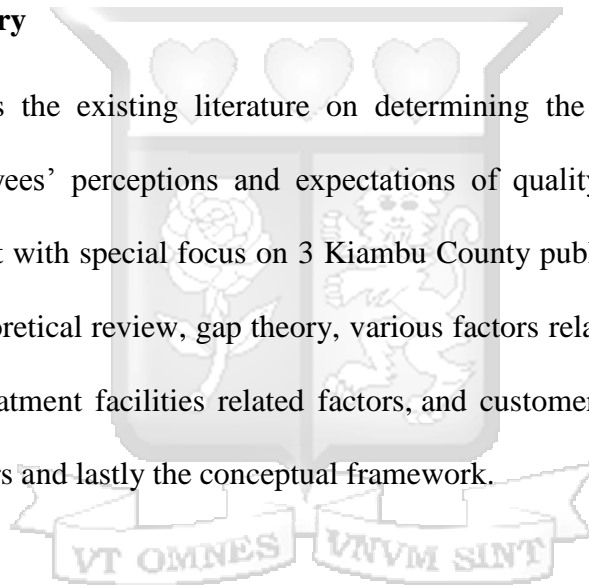 ry
s the existing literature on determining the
yees’ perceptions and expectations of quality
t with special focus on 3 Kiambu County publ
oretical review, gap theory, various factors rela
atment facilities related factors, and customer
rs and lastly the conceptual framework.
VT OMNES VNVM SINT